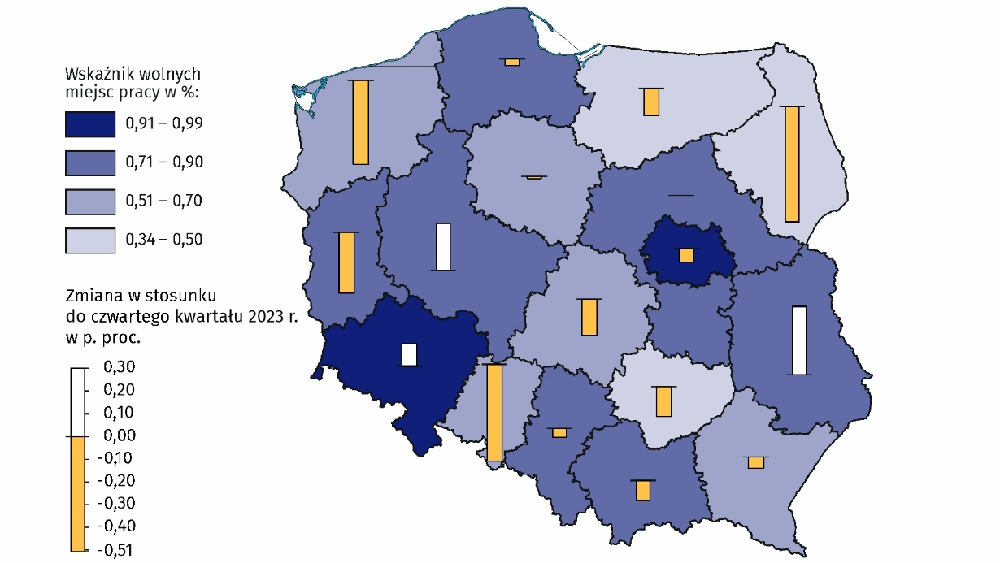 Wskaźnik wolnych
miejsc pracy w %:
0,91 – 0,99
0,71 – 0,90
0,51 – 0,70
0,34 – 0,50
Zmiana w stosunku
do czwartego kwartału 2023 r.
w p. proc.
0,30
0,20
0,10
0,00
-0,10
-0,20
-0,30
-0,40
-0,51